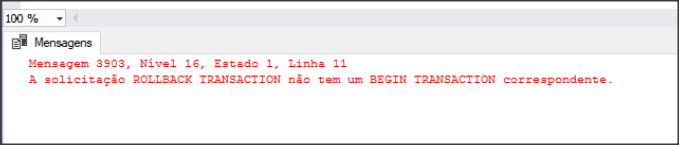 100 %
Mensagens
Mensagem 3903, Nível 16, Estado 1, Linha 11
A solicitação ROLLBACK TRANSACTION não tem um BEGIN TRANSACTION correspondente.